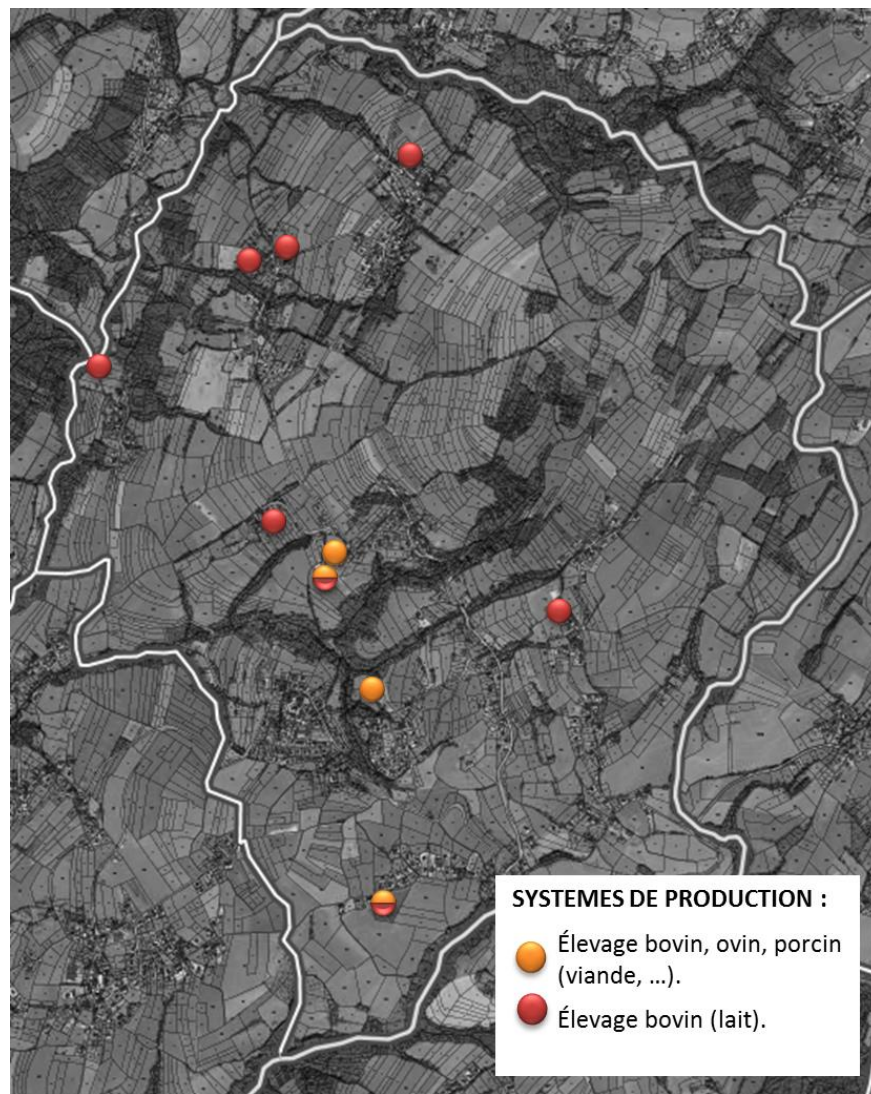 SYSTEMES DE PRODUCTION :
Élevage bovin, ovin, porcin
(viande, …).
Élevage bovin (lait).